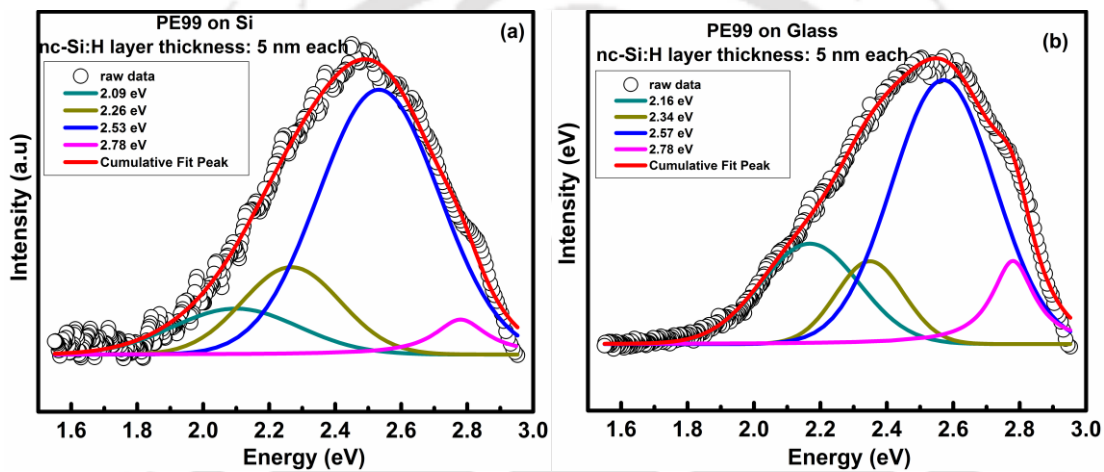 PE99 on Si
(a)
nc-Si:H layer thickness: 5 nm each
raw data
2.09 eV
2.26 eV
2.53 eV
2.78 eV
Cumulative Fit Peak
Intensity (a.u)
1.6 1.8 2.0 2.2 2.4 2.6 2.8 3.0
Energy (eV)
PE99 on Glass
(b)
nc-Si:H layer thickness: 5 nm each
raw data
2.16 eV
2.34 eV
2.57 eV
2.78 eV
Cumulative Fit Peak
Intensity (eV)
1.6 1.8 2.0 2.2 2.4 2.6 2.8 3.0
Energy (eV)